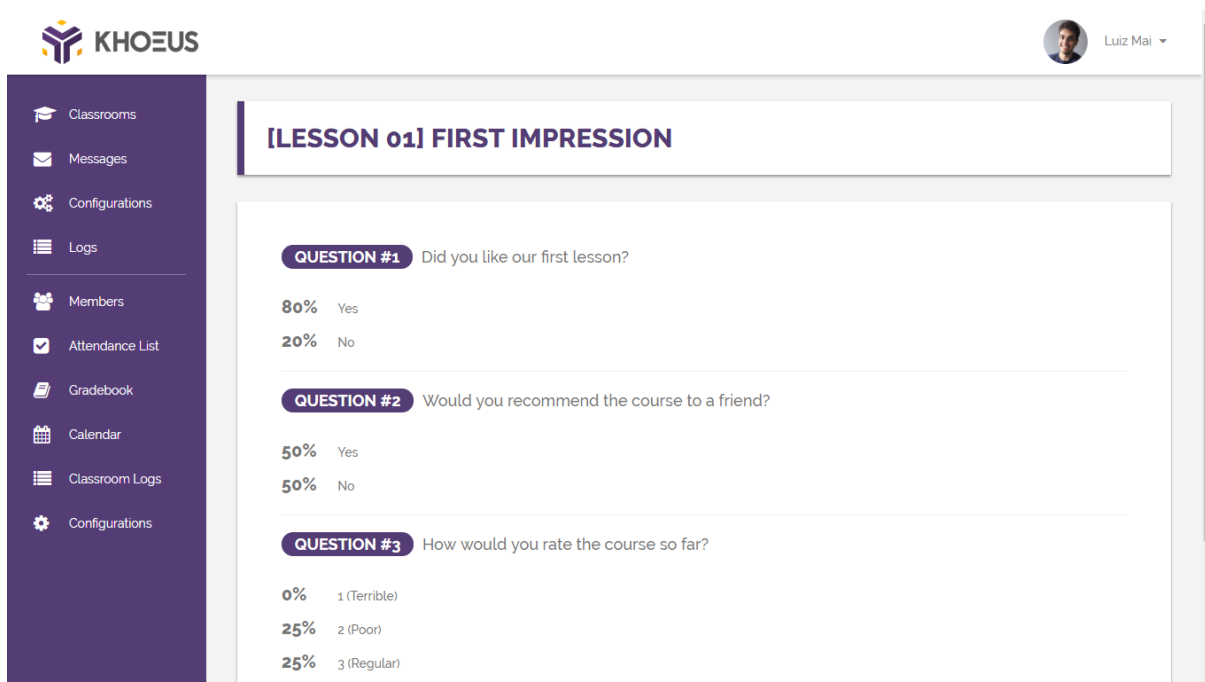 KHOEUS
Luiz Mai
Classrooms
Messages
Configurations
Logs
Members
Attendance List
Gradebook
Calendar
Classroom Logs
Configurations
[LESSON 01] FIRST IMPRESSION
QUESTION #1 Did you like our first lesson?
80% Yes
20% No
QUESTION #2 Would you recommend the course to a friend?
50% Yes
50% No
QUESTION #3 How would you rate the course so far?
0% 1 (Terrible)
25% 2 (Poor)
25% 3 (Regular)